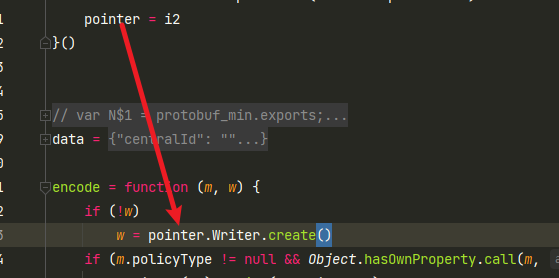 pointer = i2
}()
// var N$1 = protobuf_min.exports;...
data = {"centralId": ""...}
encode = function (m, w) {
if (!w)
w = pointer.Writer.create()
if (m.policyType != null && Object.hasOwnProperty.call(m,